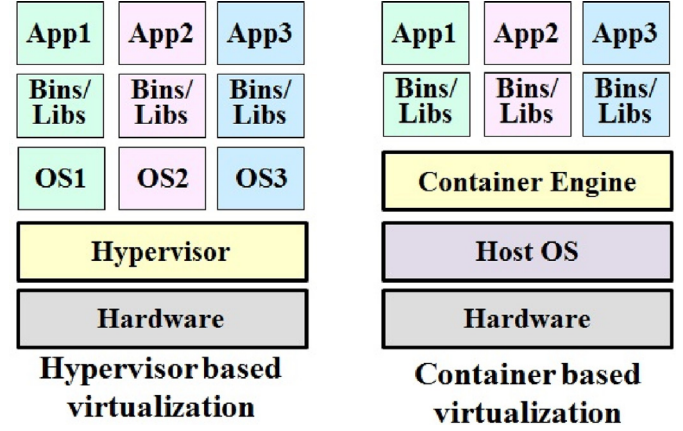 App1
App2
App3
Bins/
Libs
Bins/
Libs
Bins/
Libs
OS1
OS2
OS3
Hypervisor
Hardware
Hypervisor based
virtualization
App1
App2
App3
Bins/
Libs
Bins/
Libs
Bins/
Libs
Container Engine
Host OS
Hardware
Container based
virtualization